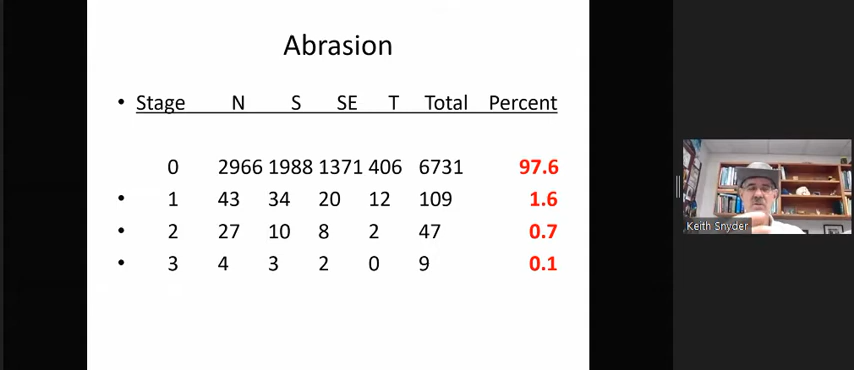 Abrasion
• Stage N S SE T Total Percent
0 2966 1988 1371 406 6731 97.6
• 1 43 34 20 12 109 1.6
• 2 27 10 8 2 47 0.7
• 3 4 3 2 0 9 0.1
Keith Snyder